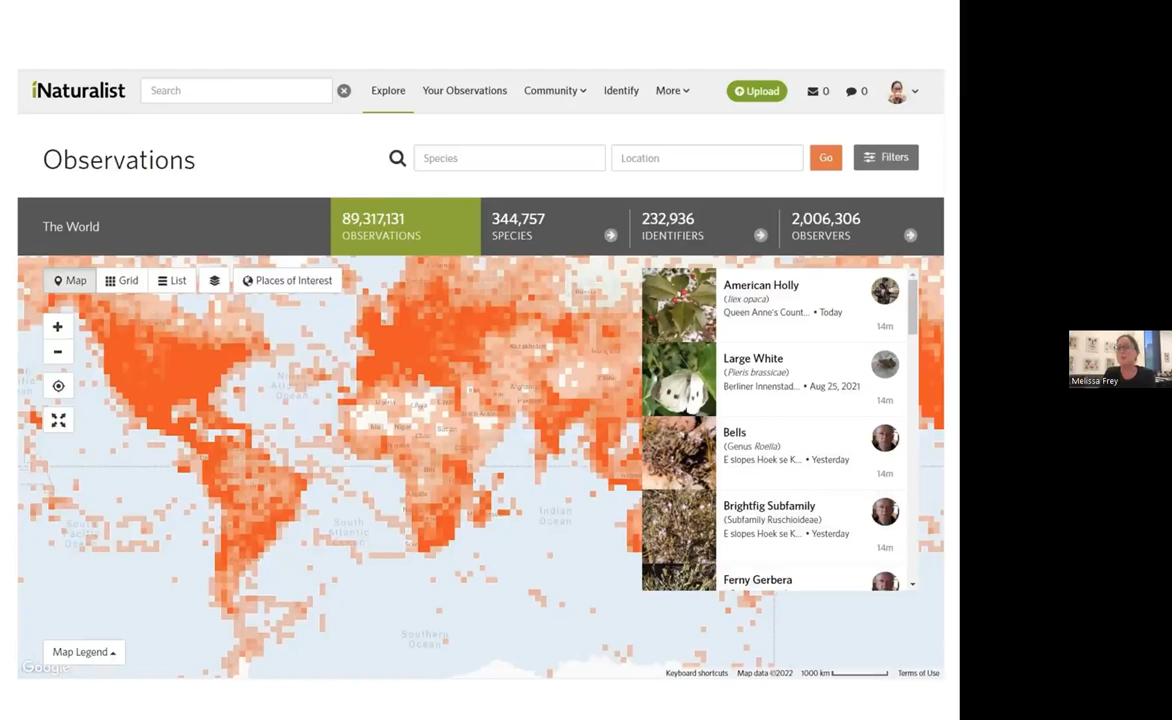 iNaturalist Search Explore Your Observations Community Identify More Upload 0 0
Observations Species Location Go Filters
The World
89,317,131
OBSERVATIONS
344,757
SPECIES
232,936
IDENTIFIERS
2,006,306
OBSERVERS
Map Grid List Places of Interest
American Holly
(Ilex opaca)
Queen Anne's Count... • Today
14m
Large White
(Pieris brassicae)
Berliner Innenstad... • Aug 25, 2021
14m
Bells
(Genus Roella)
E slopes Hoek se K... • Yesterday
14m
Brightfig Subfamily
(Subfamily Ruschioideae)
E slopes Hoek se K... • Yesterday
14m
Ferny Gerbera
South
Atlantic
Ocean
Indian
Ocean
Southern
Ocean
Map Legend
Google
Keyboard shortcuts Map data ©2022 1000 km Terms of Use
Melissa Frey